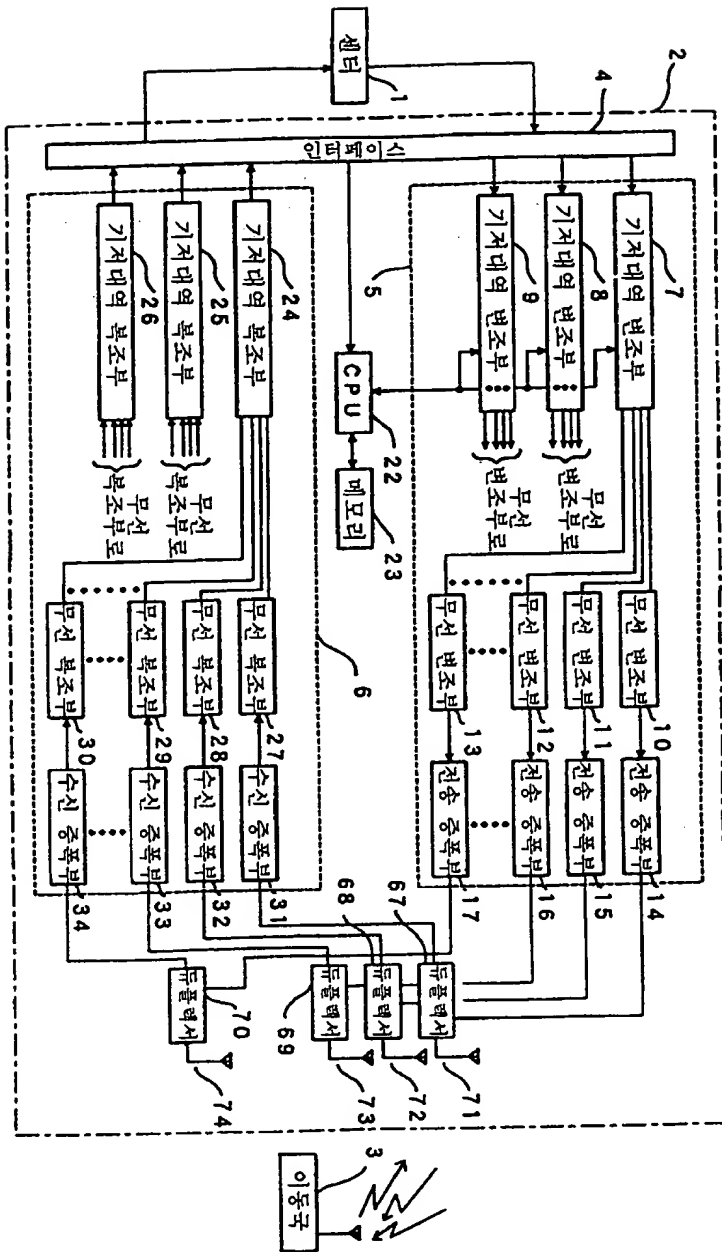 2
센터
1
4
인터페이스
기저대역 변조부
7
기저대역 변조부
8
기저대역 변조부
9
5
무선
변조부로
무선
변조부로
무선 변조부
10
무선 변조부
11
무선 변조부
12
무선 변조부
13
전송 증폭부
14
전송 증폭부
15
전송 증폭부
16
전송 증폭부
17
CPU
22
메모리
23
기저대역 복조부
24
기저대역 복조부
25
기저대역 복조부
26
무선
복조부로
무선
복조부로
6
무선 복조부
27
무선 복조부
28
무선 복조부
29
무선 복조부
30
수신 증폭부
31
수신 증폭부
32
수신 증폭부
33
수신 증폭부
34
듀플렉서
67
듀플렉서
68
듀플렉서
69
듀플렉서
70
71
72
73
74
이동국
3